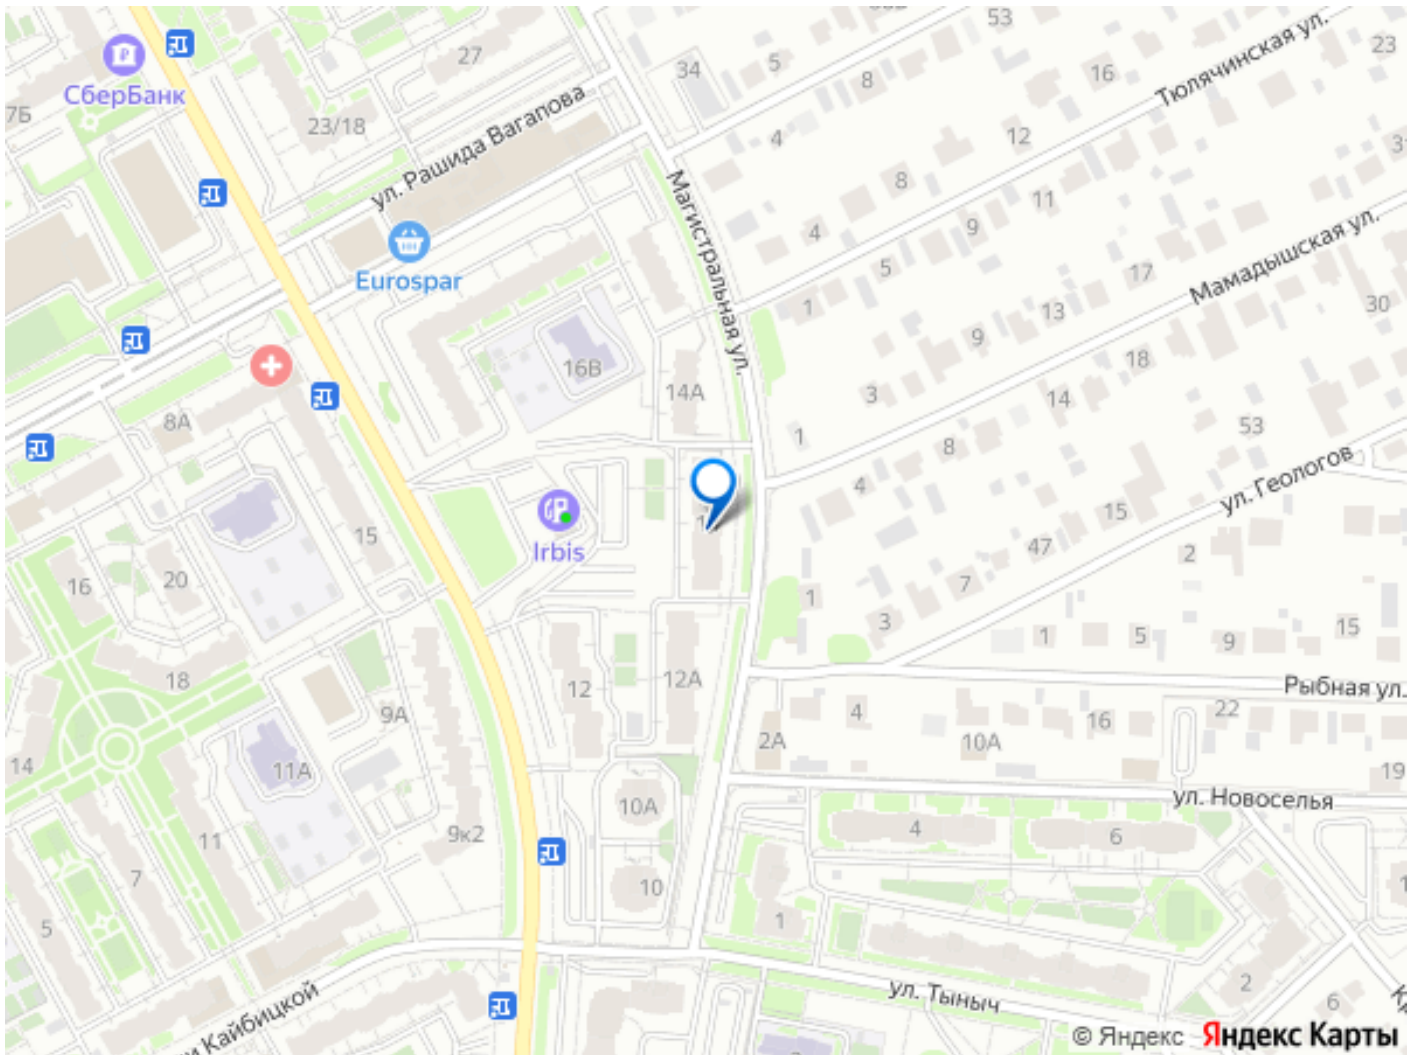 53
27
34
5
23
СберБанк
16
8
Тюлячинская ул.
7Б
23/18
4
12
ул. Рашида Вагапова
8
11
Магистральная ул.
4
9
Мамадышская ул.
5
17
Eurospar
1
13
30
9
16В
18
14А
3
14
8А
1
8
53
4
ул. Геологов
15
15
Irbis
47
2
16
20
7
1
3
1
5
9
15
18
12
12А
Рыбная ул.
9А
4
16
22
2А
10А
14
11А
19
10А
ул. Новоселья
9к2
11
4
6
7
10
5
1
2
ул. Тыныч
6
Кайбицкой
© Яндекс Яндекс Карты